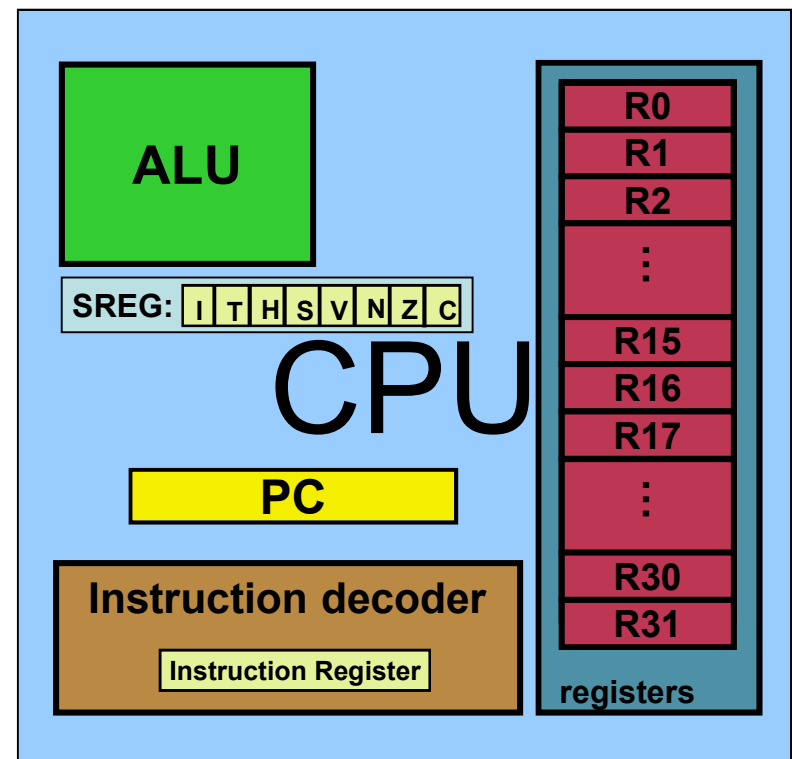 ALU
SREG: I T H S V N Z C
CPU
PC
Instruction decoder
Instruction Register
R0
R1
R2
...
R15
R16
R17
...
R30
R31
registers